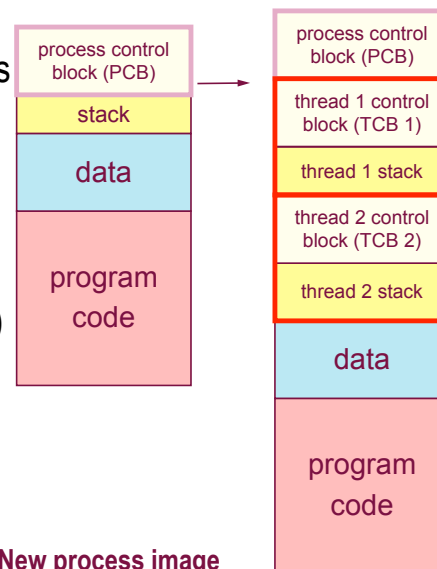 s
process control
block (PCB)
stack
data
program
code
)
process control
block (PCB)
thread 1 control
block (TCB 1)
thread 1 stack
thread 2 control
block (TCB 2)
thread 2 stack
data
program
code
New process image